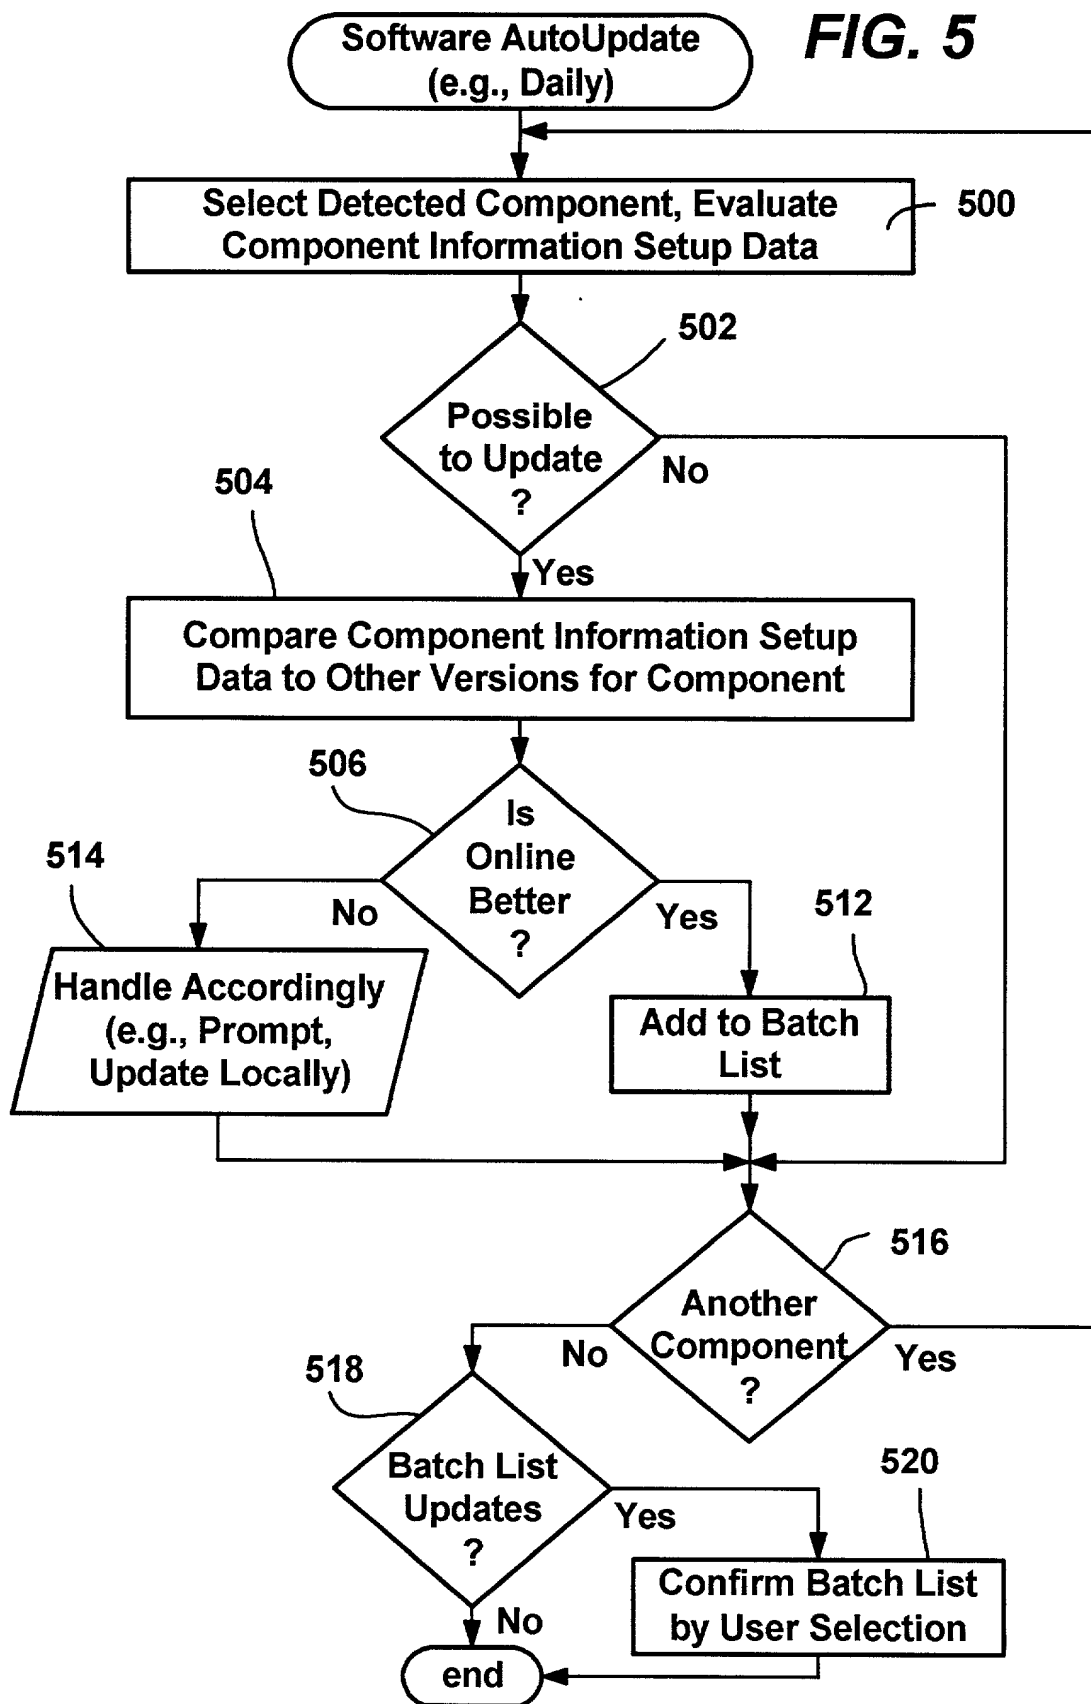 Software AutoUpdate
(e.g., Daily)
FIG. 5
Select Detected Component, Evaluate
Component Information Setup Data
500
502
Possible
to Update
?
No
504
Yes
Compare Component Information Setup
Data to Other Versions for Component
506
Is
Online
Better
?
514
No
Yes
512
Handle Accordingly
(e.g., Prompt,
Update Locally)
Add to Batch
List
516
Another
Component
?
No
Yes
518
Batch List
Updates
?
Yes
520
Confirm Batch List
by User Selection
No
end